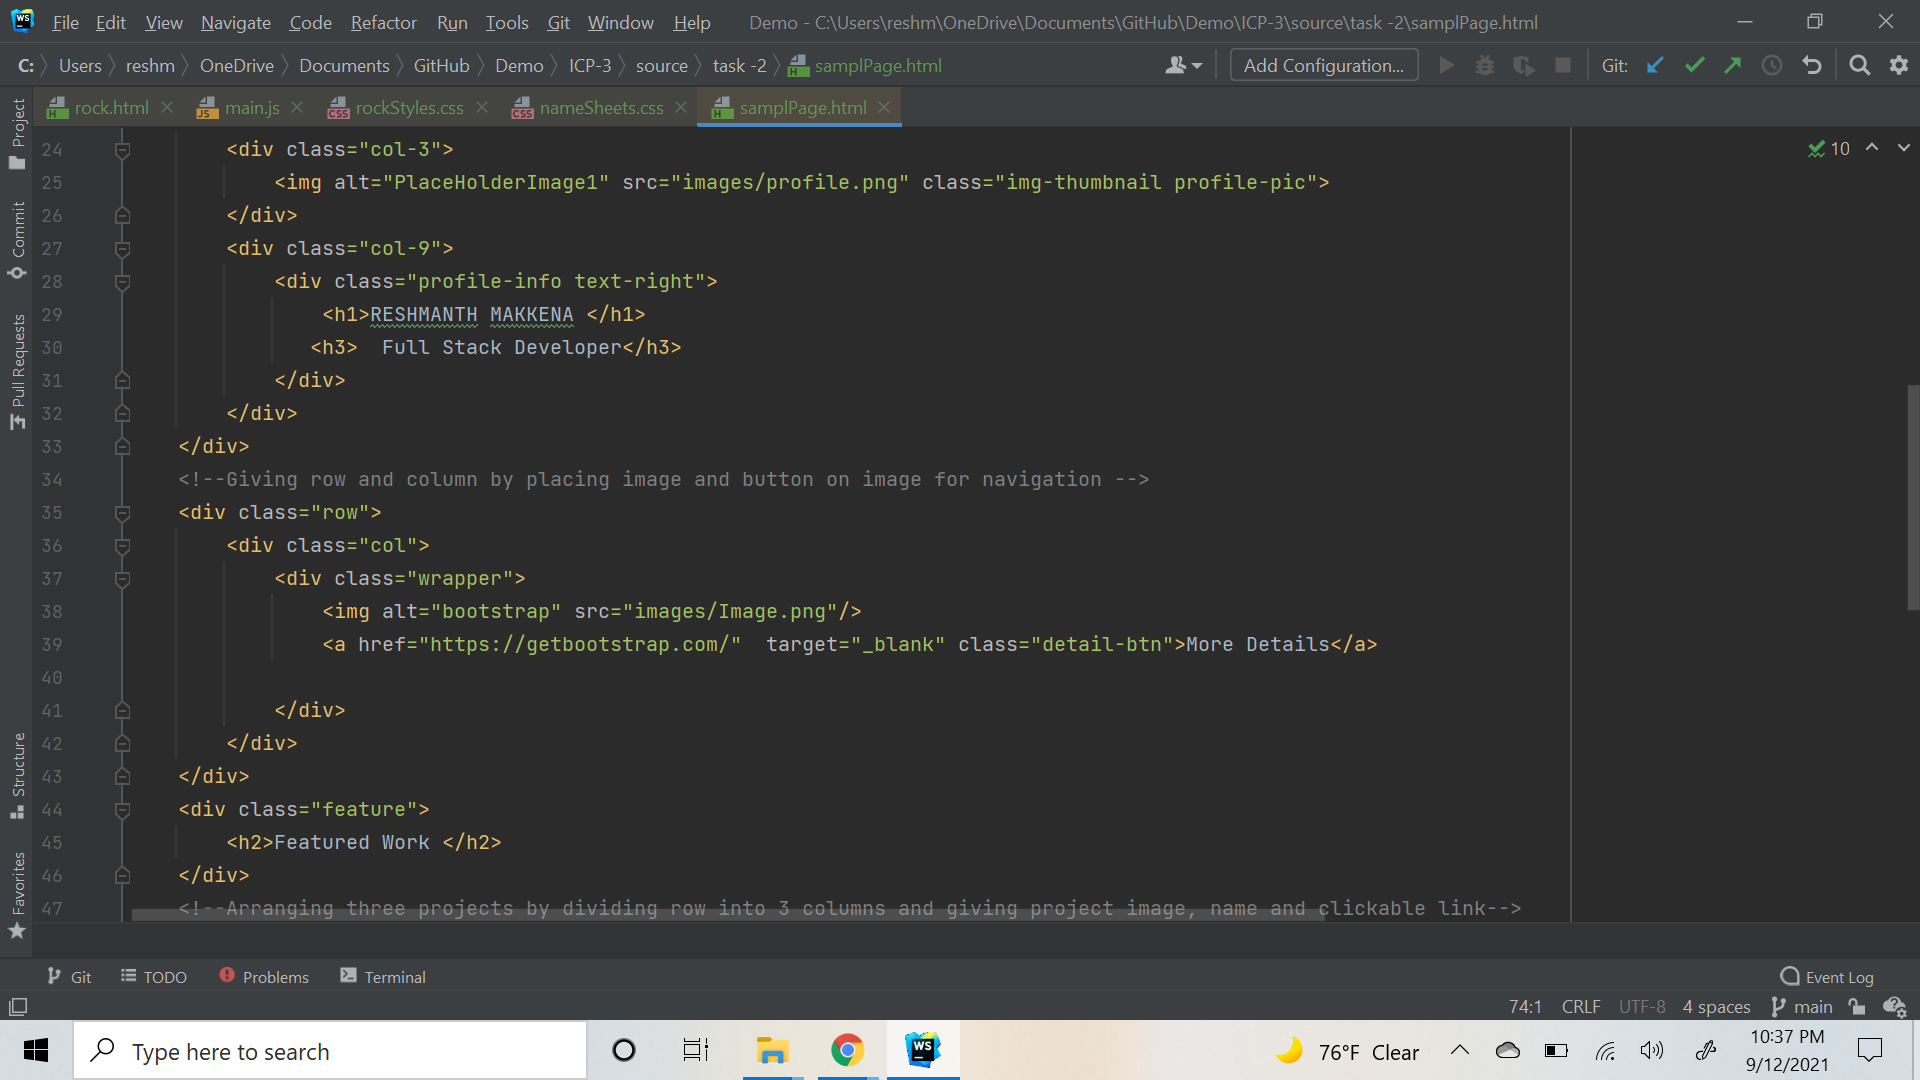 WS File Edit View Navigate Code Refactor Run Tools Git Window Help Demo - C:\Users\reshm\OneDrive\Documents\GitHub\Demo\ICP-3\source\task -2\samplPage.html
C: Users reshm OneDrive Documents GitHub Demo ICP-3 source task -2 samplPage.html Add Configuration... Git:
rock.html main.js rockStyles.css nameSheets.css samplPage.html
Project
Commit
Pull Requests
Structure
Favorites
10
24 <div class="col-3">
25 <img alt="PlaceHolderImage1" src="images/profile.png" class="img-thumbnail profile-pic">
26 </div>
27 <div class="col-9">
28 <div class="profile-info text-right">
29 <h1>RESHMANTH MAKKENA </h1>
30 <h3>  Full Stack Developer</h3>
31 </div>
32 </div>
33 </div>
34 <!--Giving row and column by placing image and button on image for navigation -->
35 <div class="row">
36 <div class="col">
37 <div class="wrapper">
38 <img alt="bootstrap" src="images/Image.png"/>
39 <a href="https://getbootstrap.com/"  target="_blank" class="detail-btn">More Details</a>
40
41 </div>
42 </div>
43 </div>
44 <div class="feature">
45 <h2>Featured Work </h2>
46 </div>
47 <!--Arranging three projects by dividing row into 3 columns and giving project image, name and clickable link-->
Git TODO Problems Terminal Event Log
74:1 CRLF UTF-8 4 spaces main
Type here to search WS 76°F Clear 10:37 PM
9/12/2021